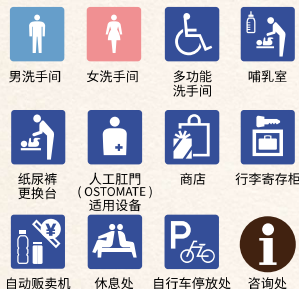 男洗手间 女洗手间 多功能 哺乳室
洗手间
纸尿裤 人工肛門 商店 行李寄存柜
更换台 ( OSTOMATE )
适用设备
¥ P i
自动贩卖机 休息处 自行车停放处 咨询处